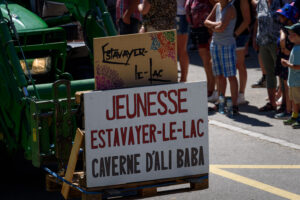 ESTAVAYER-
LE-LAC
JEUNESSE
ESTAVAYER-LE-LAC
CAVERNE D'ALI BABA